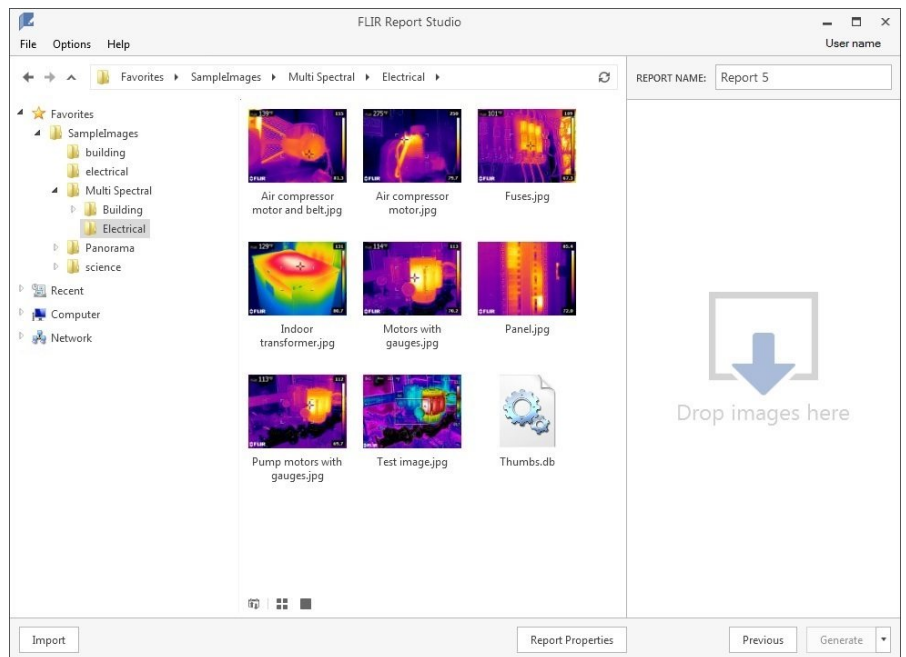 FLIR Report Studio
File Options Help
User name
Favorites SampleImages Multi Spectral Electrical
REPORT NAME: Report 5
Favorites
SampleImages
building
electrical
Multi Spectral
Building
Electrical
Panorama
science
Recent
Computer
Network
Air compressor
motor and belt.jpg
Air compressor
motor.jpg
Fuses.jpg
Indoor
transformer.jpg
Motors with
gauges.jpg
Panel.jpg
Pump motors with
gauges.jpg
Test image.jpg
Thumbs.db
Drop images here
Import
Report Properties
Previous
Generate